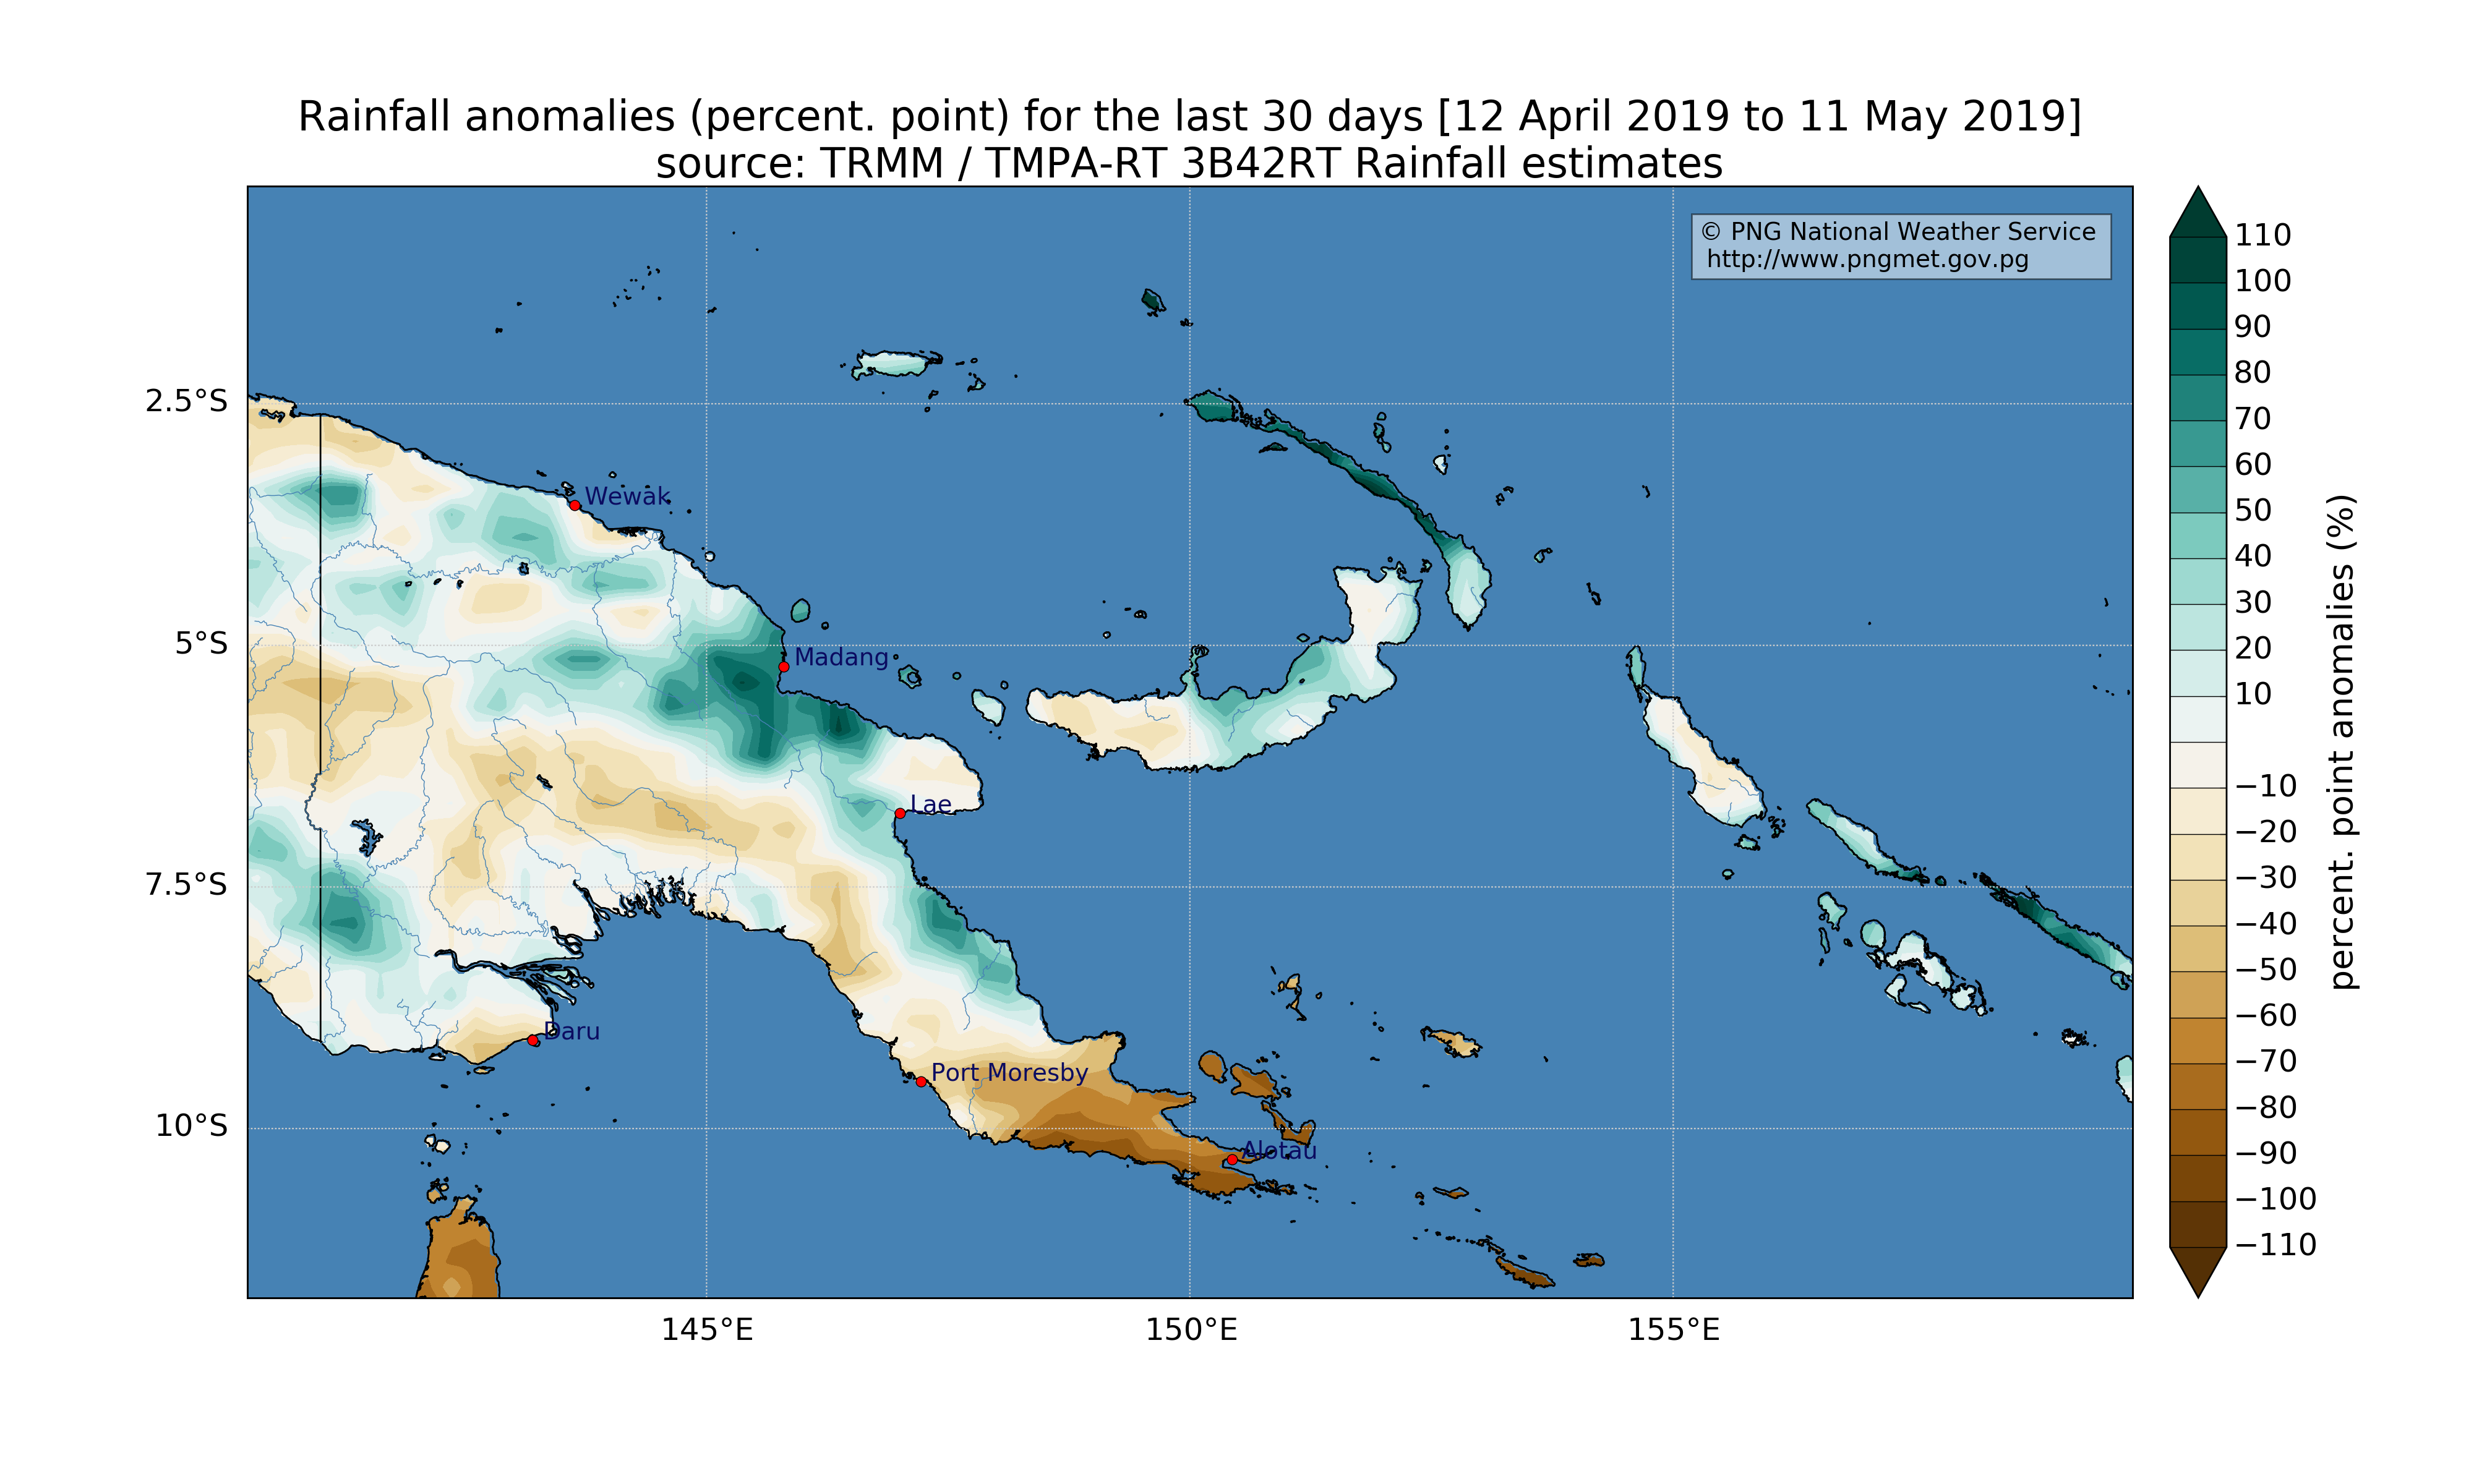 Rainfall anomalies (percent. point) for the last 30 days [12 April 2019 to 11 May 2019]
source: TRMM / TMPA-RT 3B42RT Rainfall estimates
© PNG National Weather Service
http://www.pngmet.gov.pg
2.5°S
5°S
7.5°S
10°S
Wewak
Madang
Lae
Daru
Port Moresby
Alotau
145°E
150°E
155°E
110
100
90
80
70
60
50
40
30
20
10
−10
−20
−30
−40
−50
−60
−70
−80
−90
−100
−110
percent. point anomalies (%)